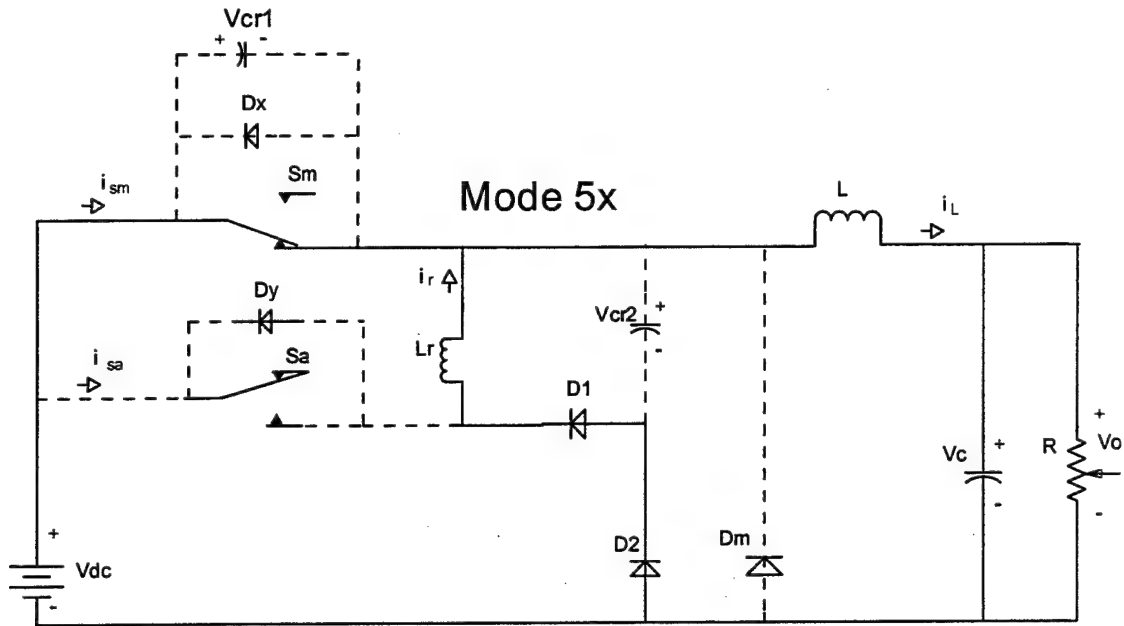 Vcr1
+ -
Dx
Sm
i sm
Mode 5x
L
i L
i r
Dy
Vcr2
+
-
Lr
Sa
i sa
D1
+
Vo
-
R
Vc
+
-
D2
Dm
+
Vdc
-